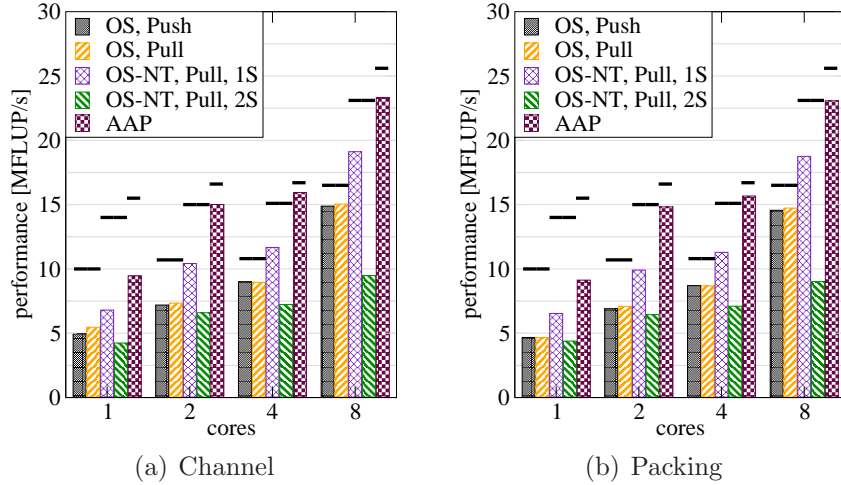 performance [MFLUP/s]
30
25
20
15
10
5
0
OS, Push
OS, Pull
OS-NT, Pull, 1S
OS-NT, Pull, 2S
AAP
1 2 4 8
cores
(a) Channel
performance [MFLUP/s]
30
25
20
15
10
5
0
OS, Push
OS, Pull
OS-NT, Pull, 1S
OS-NT, Pull, 2S
AAP
1 2 4 8
cores
(b) Packing